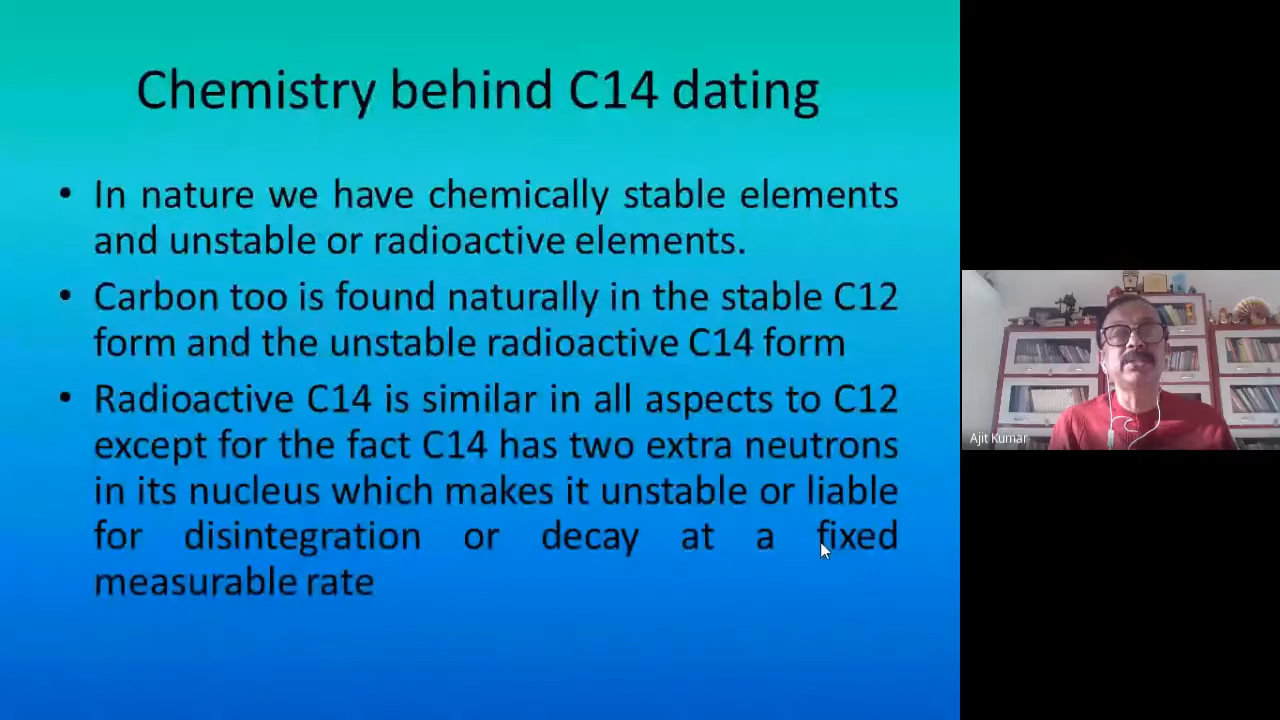 Chemistry behind C14 dating
• In nature we have chemically stable elements
and unstable or radioactive elements.
• Carbon too is found naturally in the stable C12
form and the unstable radioactive C14 form
• Radioactive C14 is similar in all aspects to C12
except for the fact C14 has two extra neutrons
in its nucleus which makes it unstable or liable
for disintegration or decay at a fixed
measurable rate
Ajit Kumar